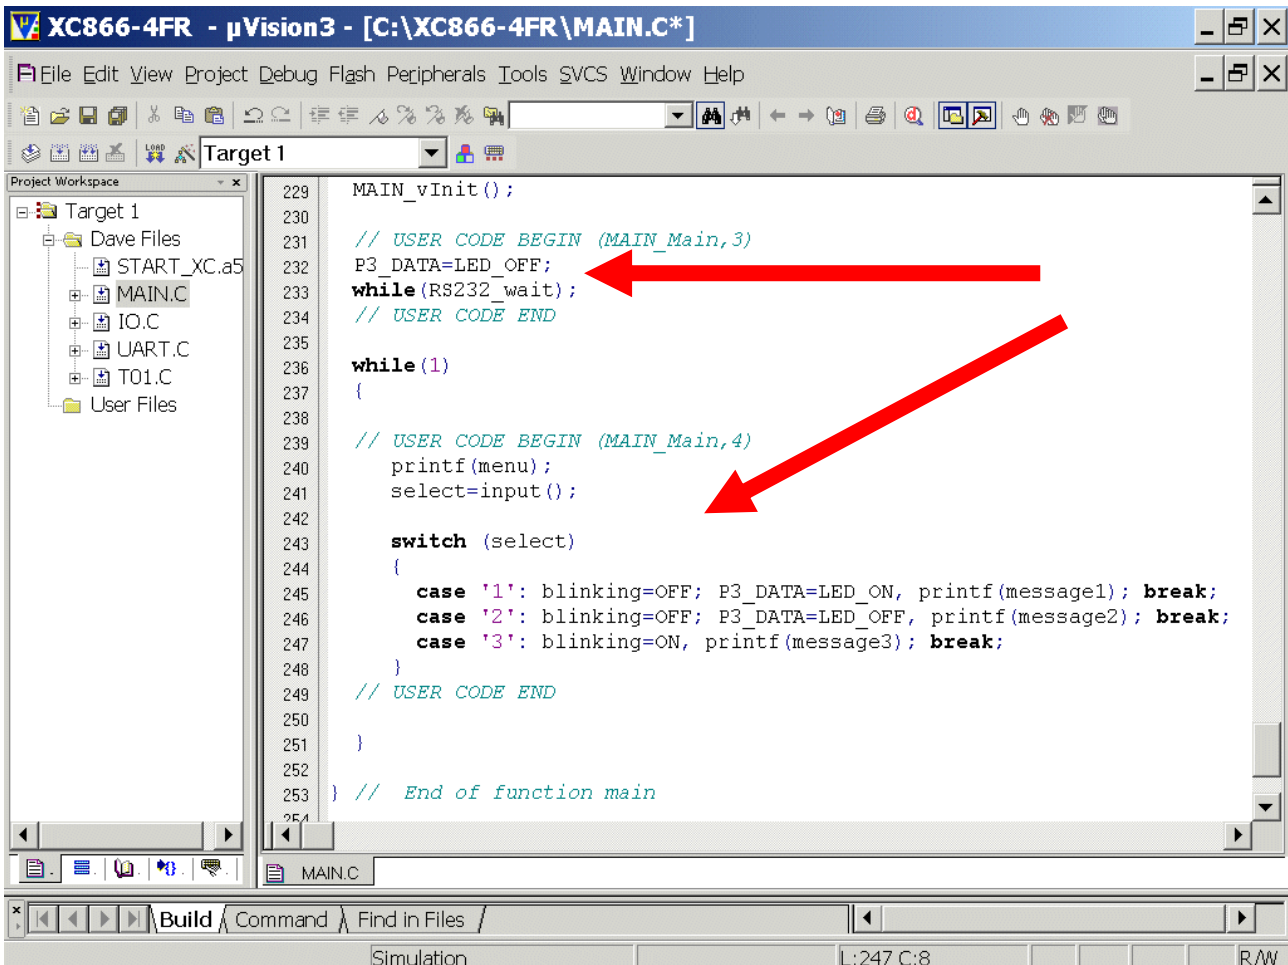 XC866-4FR - µVision3 - [C:\XC866-4FR\MAIN.C*]
File Edit View Project Debug Flash Peripherals Tools SVCS Window Help
LOAD Target 1
Project Workspace
Target 1
Dave Files
START_XC.a5
MAIN.C
IO.C
UART.C
T01.C
User Files
229 MAIN_vInit();
230
231 // USER CODE BEGIN (MAIN_Main,3)
232 P3_DATA=LED_OFF;
233 while(RS232_wait);
234 // USER CODE END
235
236 while(1)
237 {
238
239 // USER CODE BEGIN (MAIN_Main,4)
240 printf(menu);
241 select=input();
242
243 switch (select)
244 {
245 case '1': blinking=OFF; P3_DATA=LED_ON, printf(message1); break;
246 case '2': blinking=OFF; P3_DATA=LED_OFF, printf(message2); break;
247 case '3': blinking=ON, printf(message3); break;
248 }
249 // USER CODE END
250
251 }
252
253 } // End of function main
254
MAIN.C
Build Command Find in Files
Simulation L:247 C:8 R/W